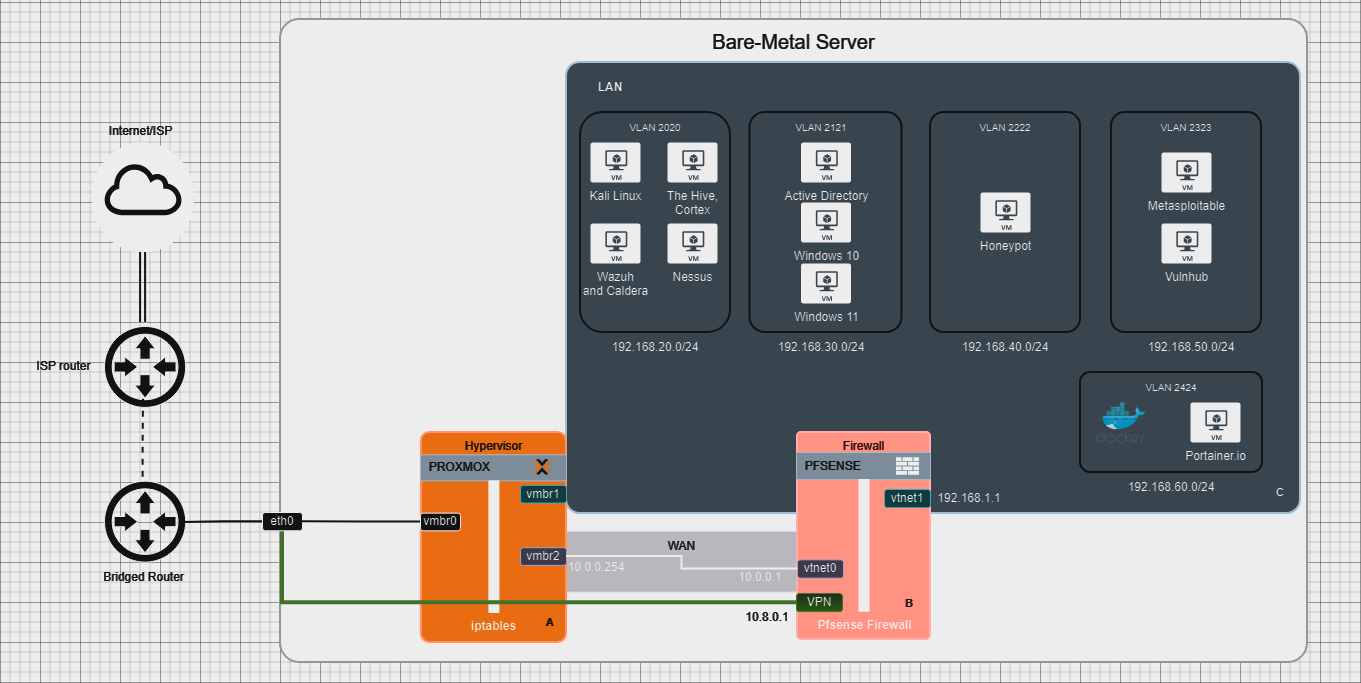 Bare-Metal Server
LAN
Internet/ISP
ISP router
Bridged Router
eth0
VLAN 2020
VM
Kali Linux
VM
The Hive,
Cortex
VM
Wazuh
and Caldera
VM
Nessus
192.168.20.0/24
VLAN 2121
VM
Active Directory
VM
Windows 10
VM
Windows 11
192.168.30.0/24
VLAN 2222
VM
Honeypot
192.168.40.0/24
VLAN 2323
VM
Metasploitable
VM
Vulnhub
192.168.50.0/24
VLAN 2424
docker
VM
Portainer.io
192.168.60.0/24
C
Hypervisor
PROXMOX
vmbr1
vmbr0
vmbr2
iptables
A
WAN
10.0.0.254
10.0.0.1
10.8.0.1
Firewall
PFSENSE
vtnet1
192.168.1.1
vtnet0
VPN
B
Pfsense Firewall